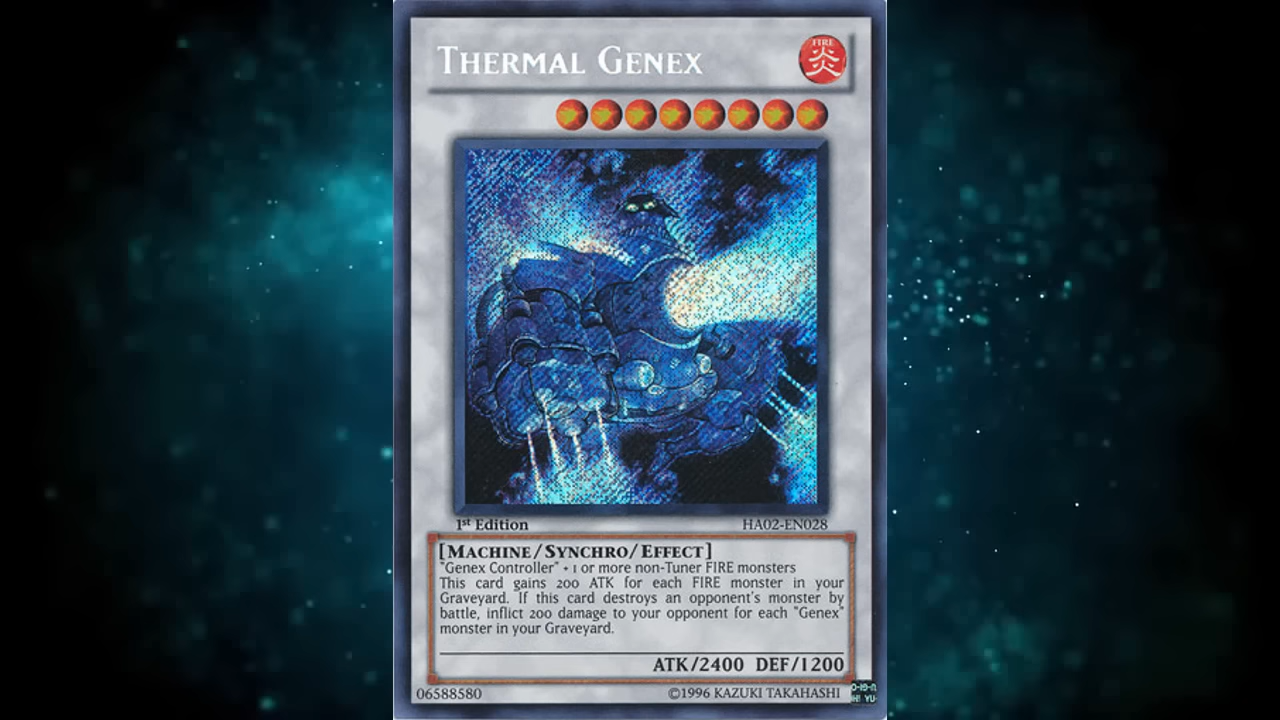 Thermal Genex
FIRE
炎
1st Edition
HA02-EN028
[Machine/Synchro/Effect]
"Genex Controller" + 1 or more non-Tuner FIRE monsters
This card gains 200 ATK for each FIRE monster in your
Graveyard. If this card destroys an opponent's monster by
battle, inflict 200 damage to your opponent for each "Genex"
monster in your Graveyard.
ATK/2400 DEF/1200
06588580
©1996 KAZUKI TAKAHASHI